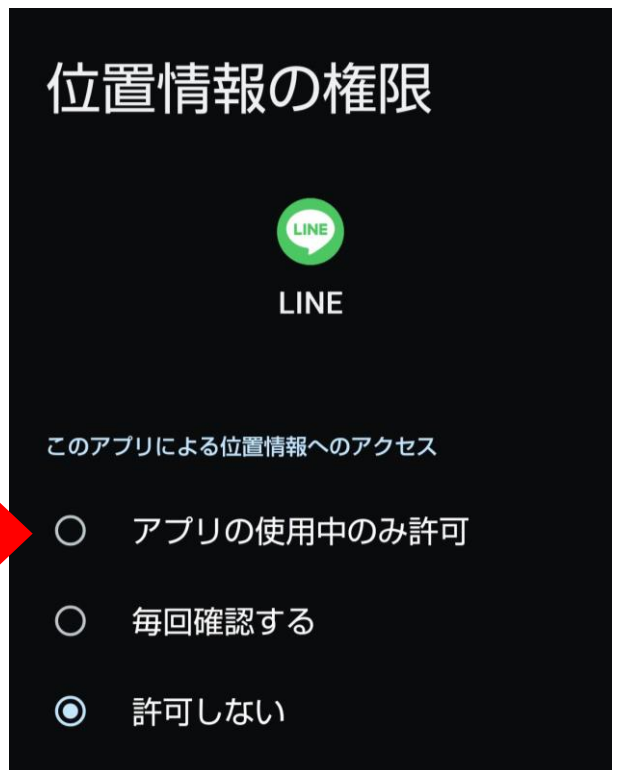 位置情報の権限
LINE
LINE
このアプリによる位置情報へのアクセス
アプリの使用中のみ許可
毎回確認する
許可しない